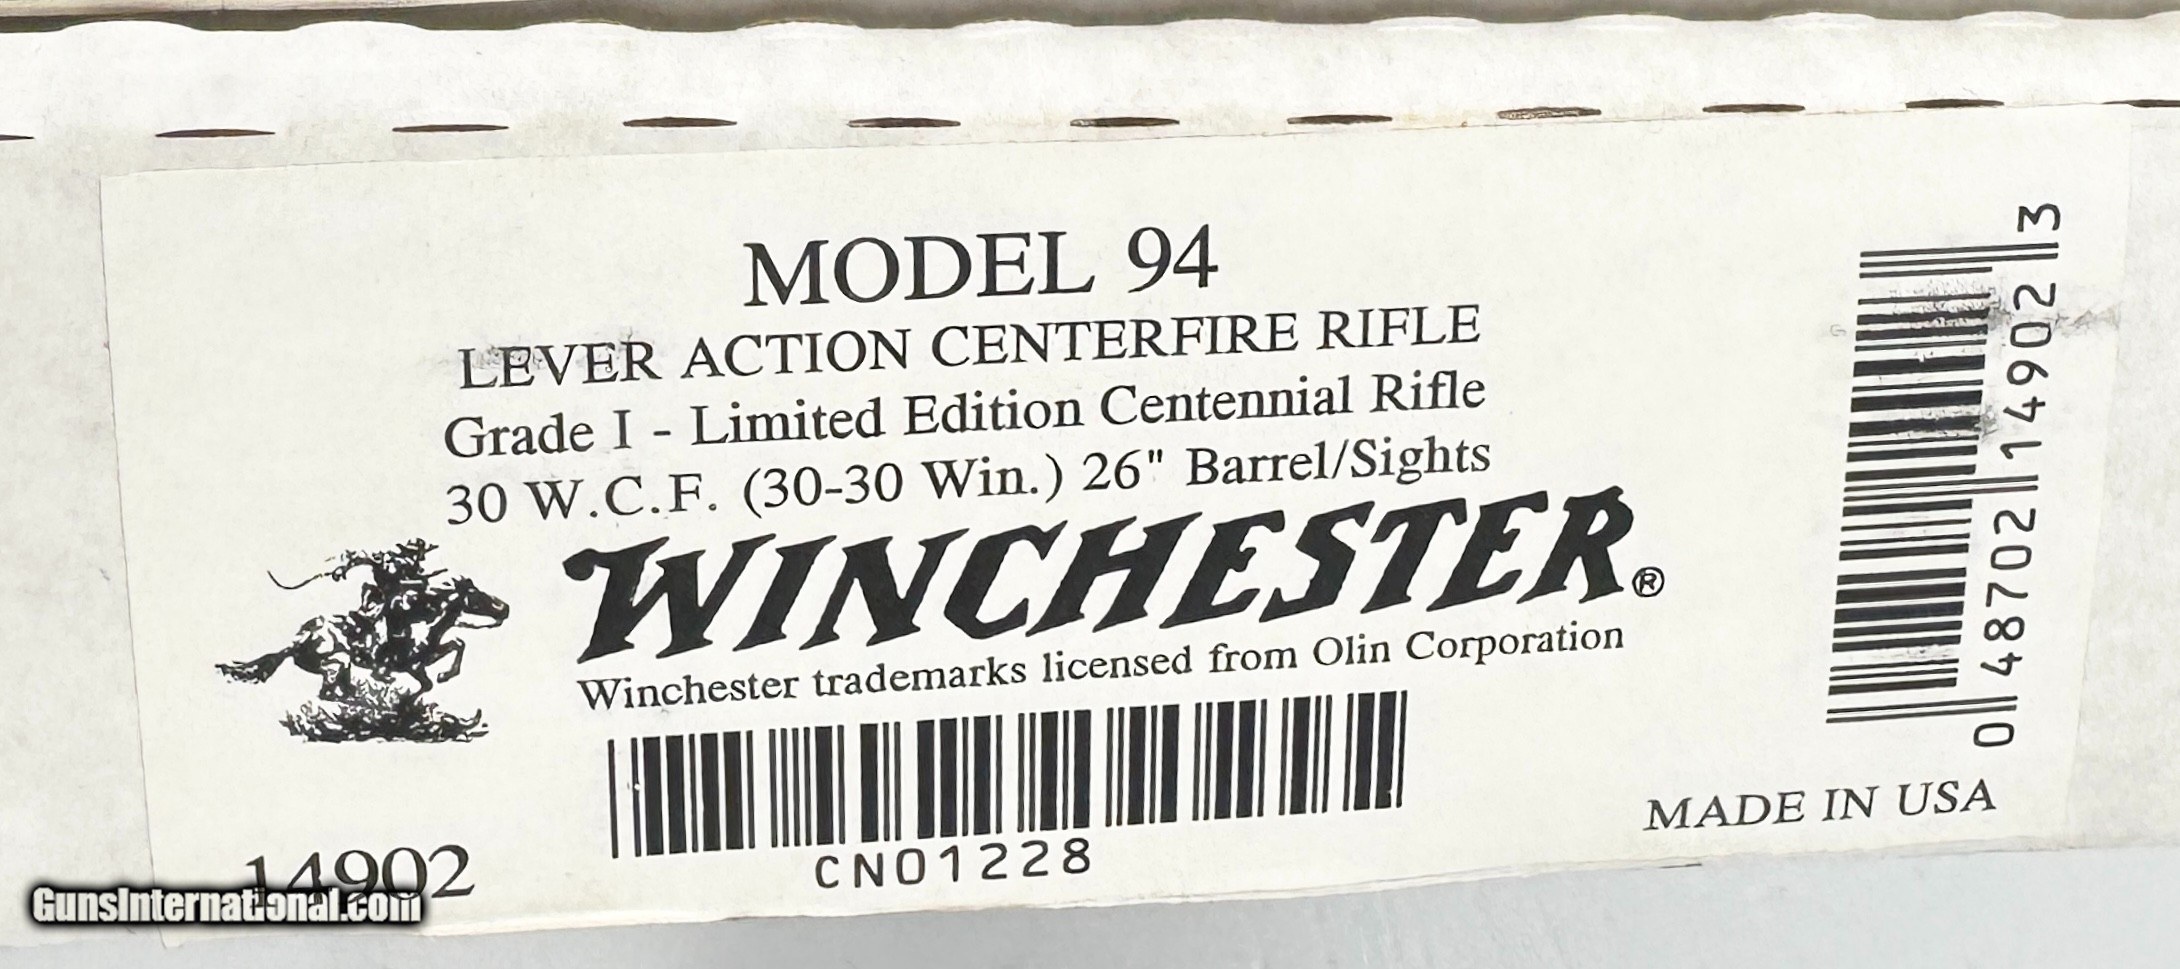 MODEL 94
LEVER ACTION CENTERFIRE RIFLE
Grade I - Limited Edition Centennial Rifle
30 W.C.F. (30-30 Win.) 26" Barrel/Sights
WINCHESTER®
Winchester trademarks licensed from Olin Corporation
CN01228
14902
MADE IN USA
0 48702 14902 3
GunsInternational.com